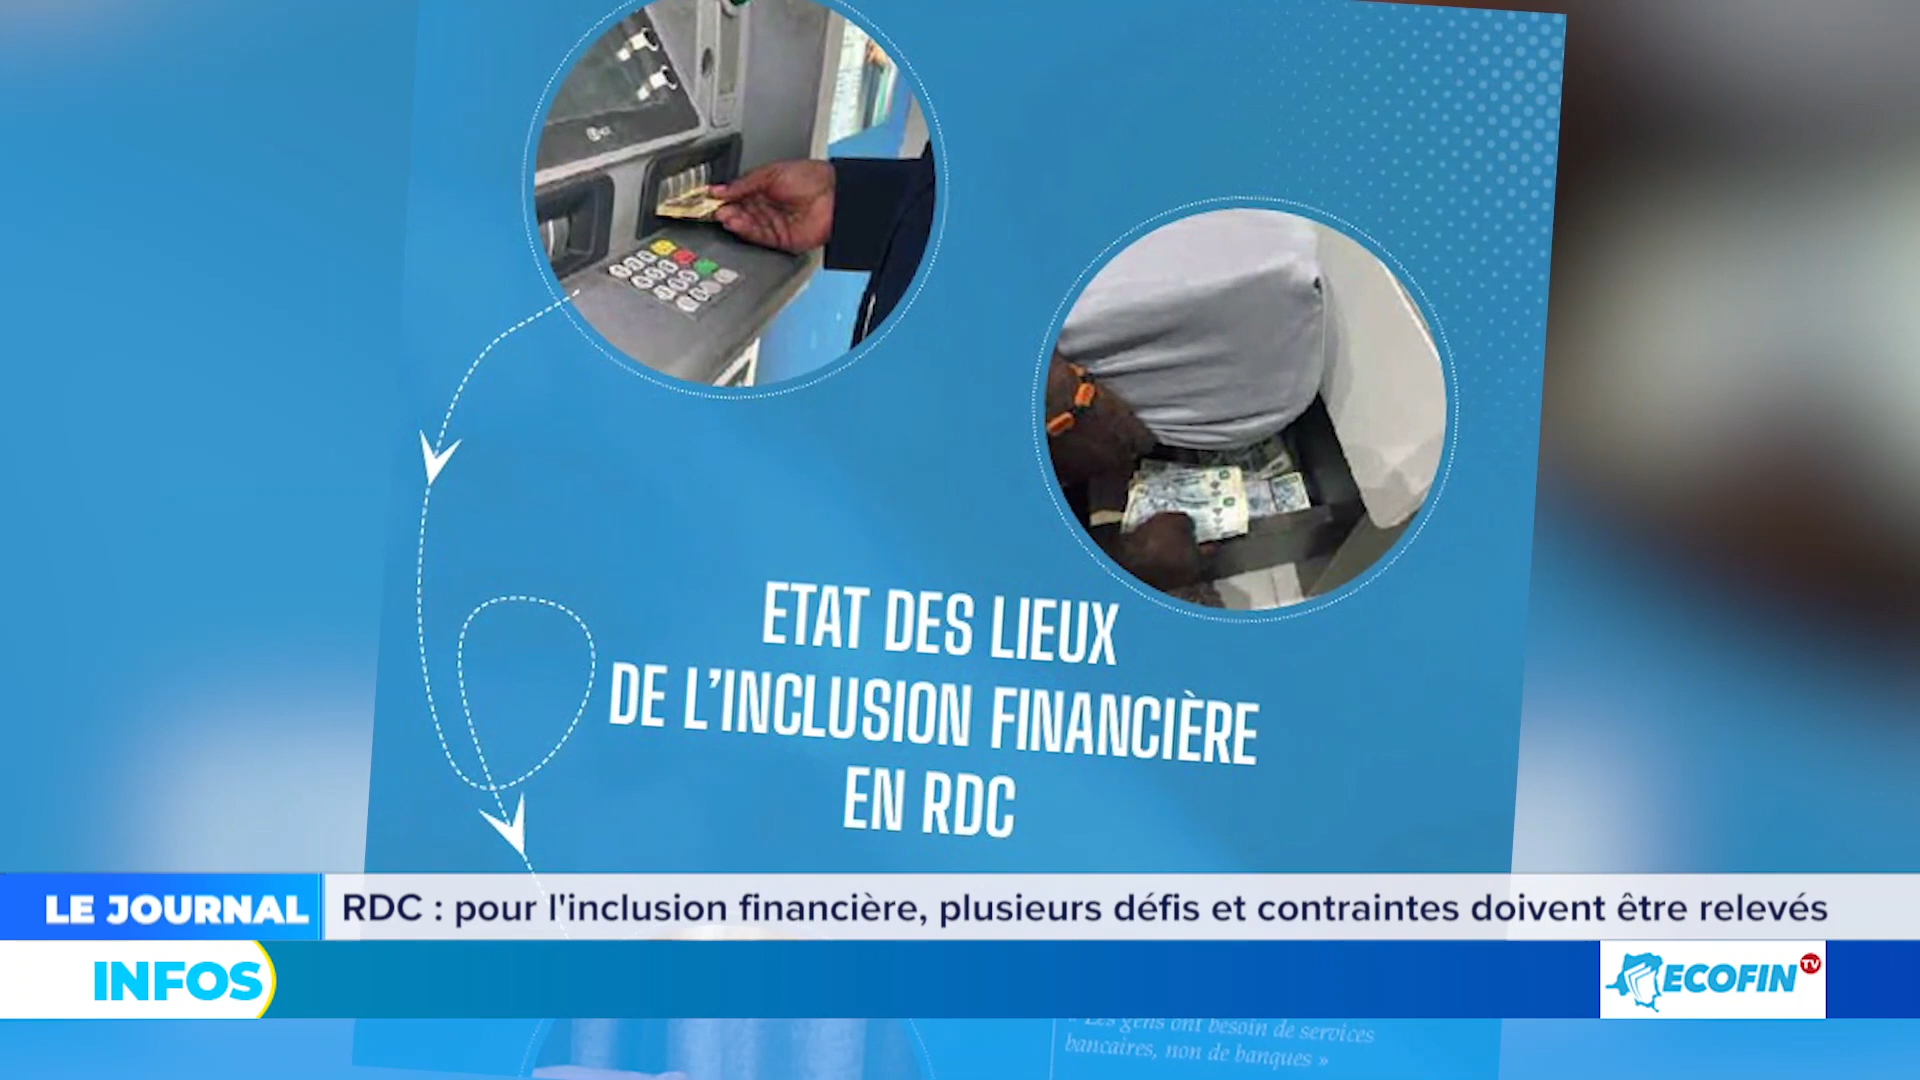 ETAT DES LIEUX
DE L’INCLUSION FINANCIÈRE
EN RDC
LE JOURNAL
RDC : pour l'inclusion financière, plusieurs défis et contraintes doivent être relevés
INFOS
ECOFIN TV
« Les gens ont besoin de services
bancaires, non de banques »